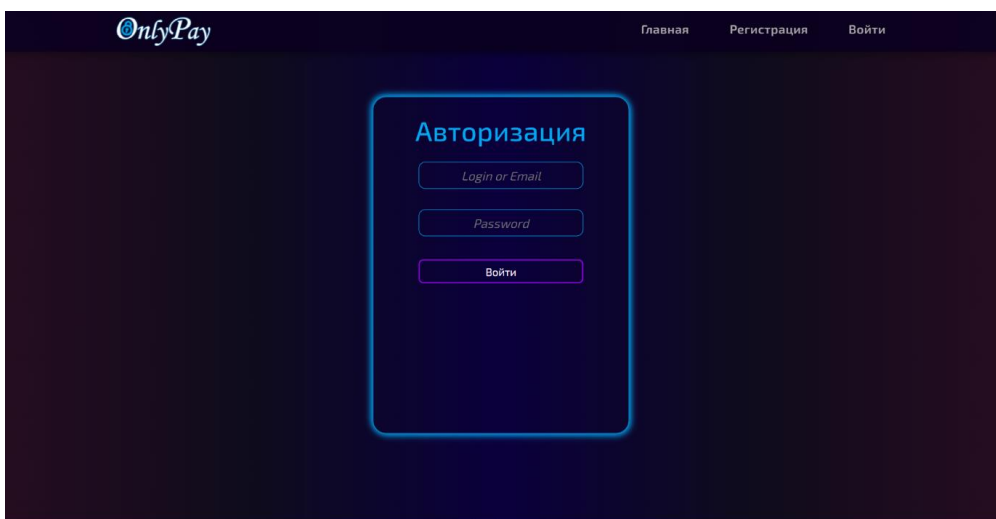 OnlyPay
Главная Регистрация Войти
Авторизация
Login or Email
Password
Войти